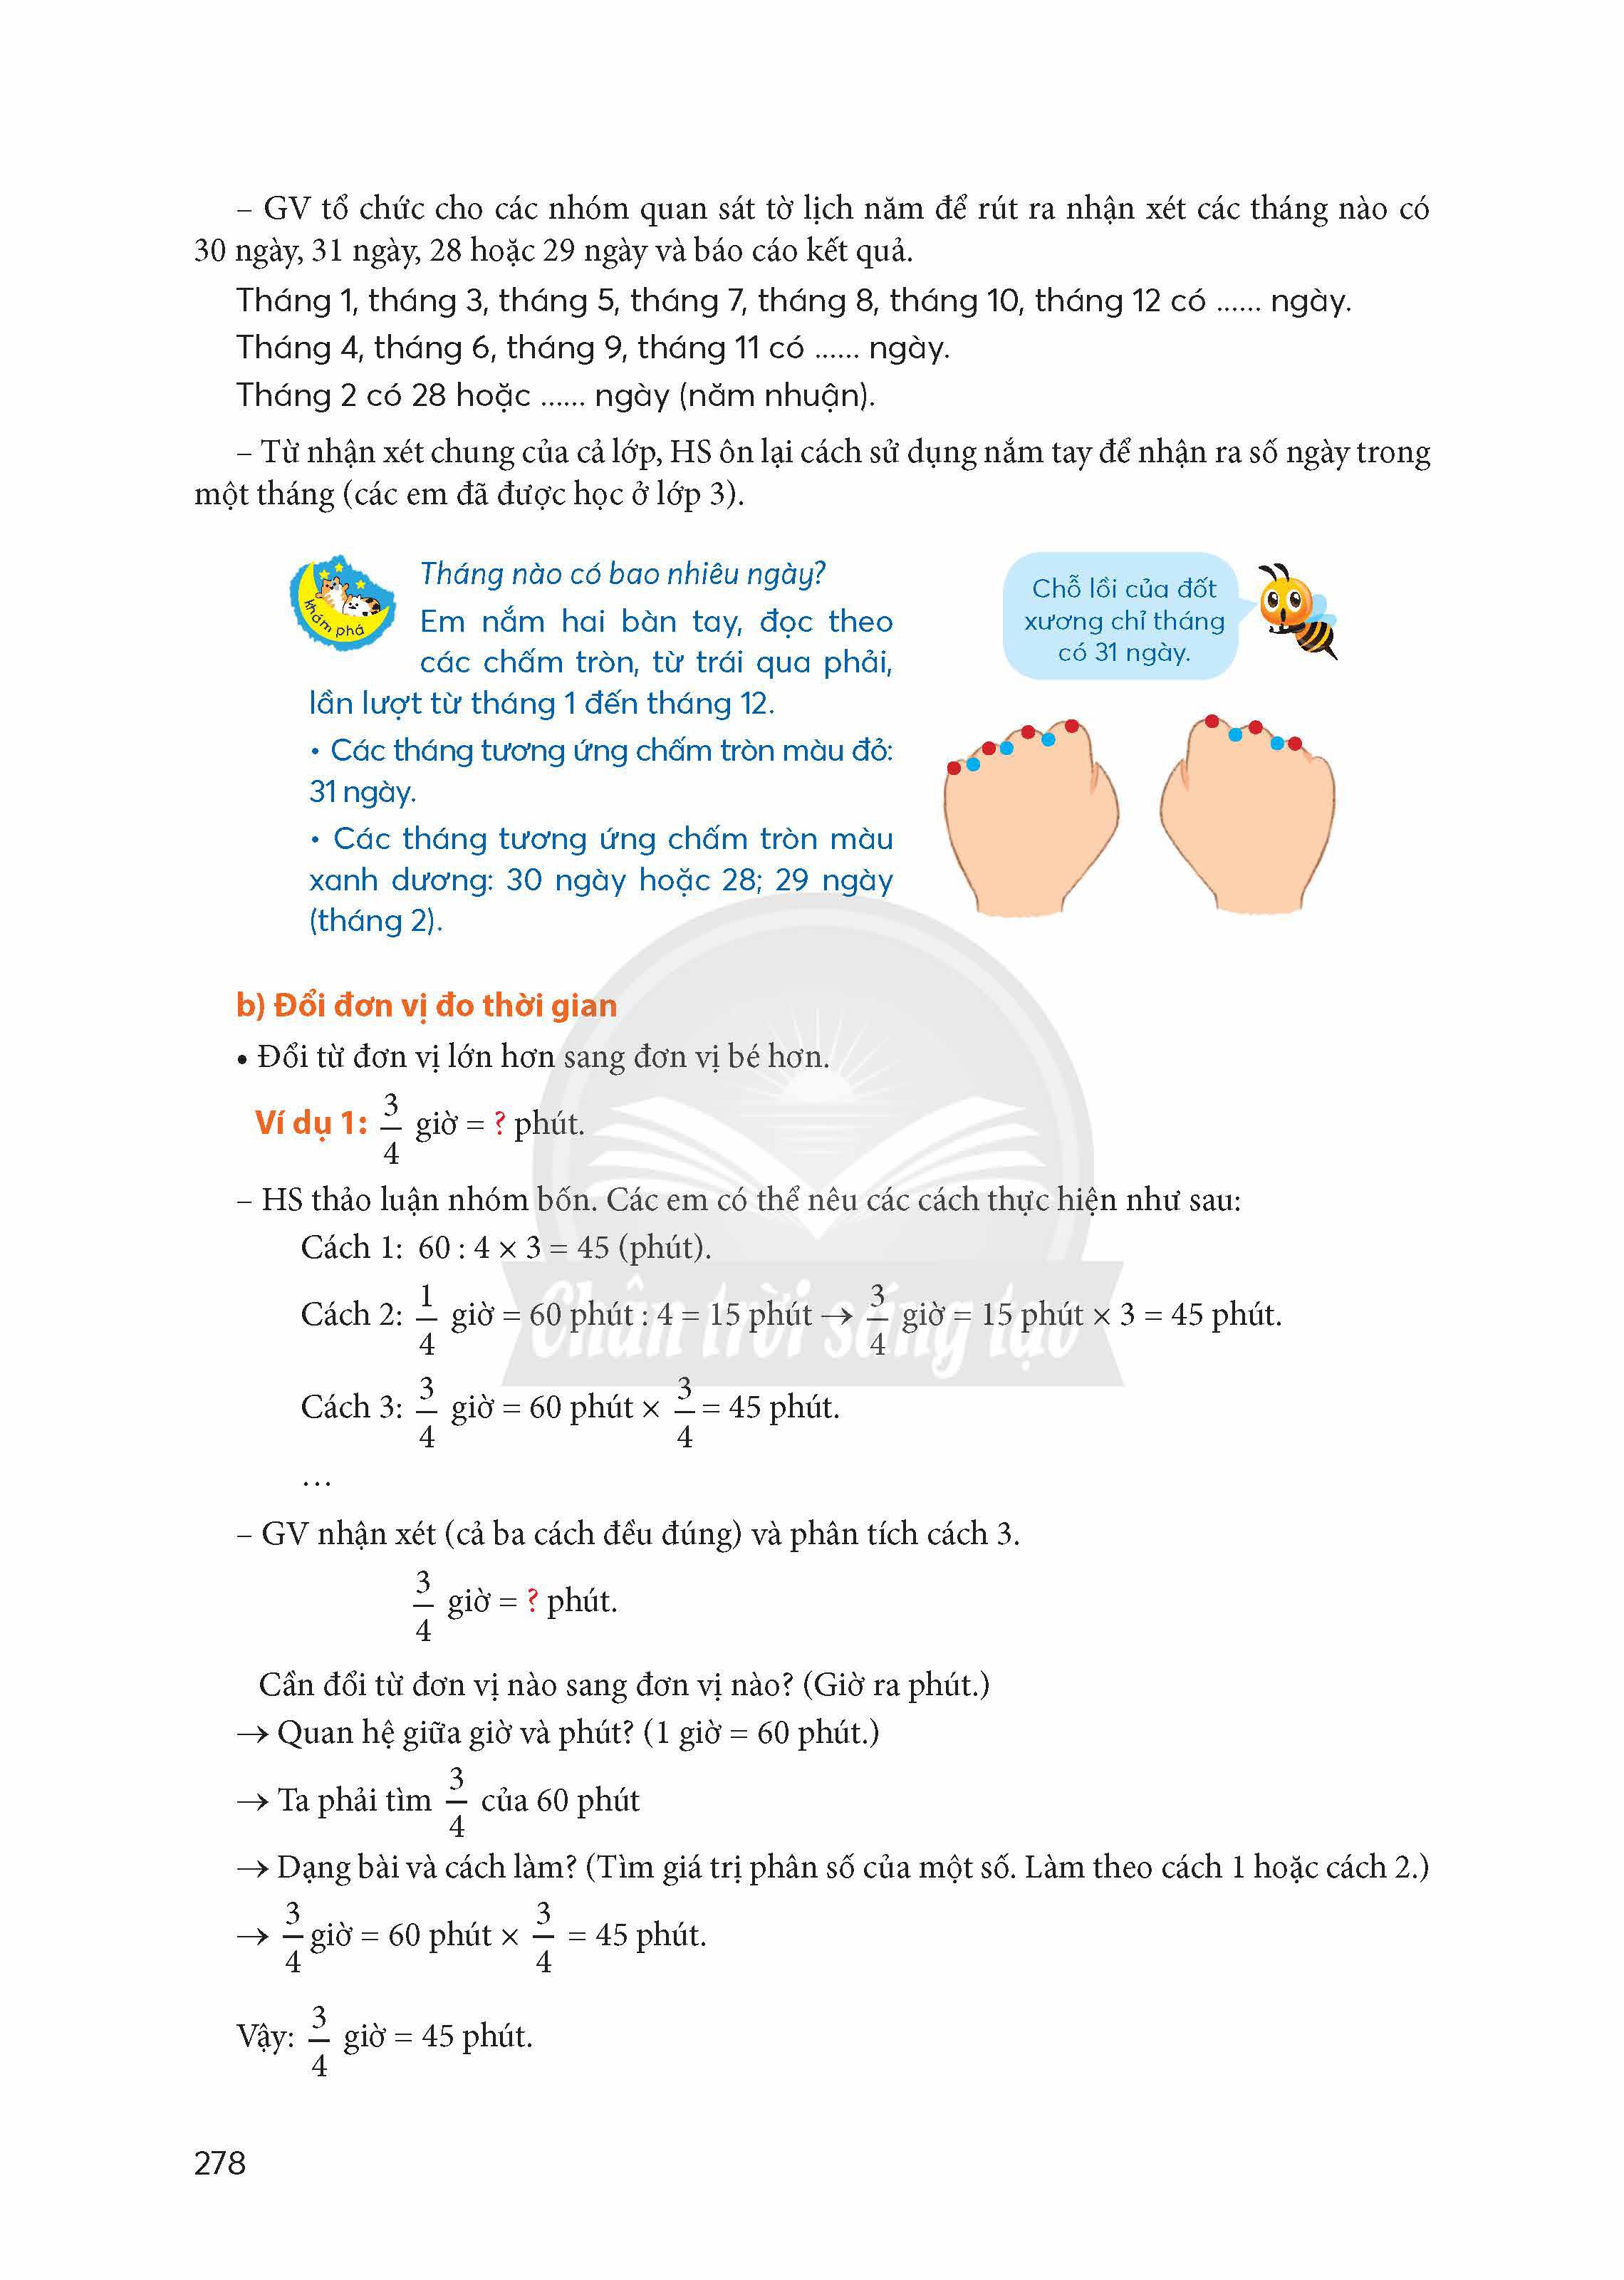 – GV tổ chức cho các nhóm quan sát tờ lịch năm để rút ra nhận xét các tháng nào có
30 ngày, 31 ngày, 28 hoặc 29 ngày và báo cáo kết quả.
Tháng 1, tháng 3, tháng 5, tháng 7, tháng 8, tháng 10, tháng 12 có ...... ngày.
Tháng 4, tháng 6, tháng 9, tháng 11 có ...... ngày.
Tháng 2 có 28 hoặc ...... ngày (năm nhuận).
– Từ nhận xét chung của cả lớp, HS ôn lại cách sử dụng nắm tay để nhận ra số ngày trong
một tháng (các em đã được học ở lớp 3).
khám phá
Tháng nào có bao nhiêu ngày?
Em nắm hai bàn tay, đọc theo
các chấm tròn, từ trái qua phải,
lần lượt từ tháng 1 đến tháng 12.
• Các tháng tương ứng chấm tròn màu đỏ:
31 ngày.
• Các tháng tương ứng chấm tròn màu
xanh dương: 30 ngày hoặc 28; 29 ngày
(tháng 2).
Chỗ lồi của đốt
xương chỉ tháng
có 31 ngày.
b) Đổi đơn vị đo thời gian
• Đổi từ đơn vị lớn hơn sang đơn vị bé hơn.
Ví dụ 1: 3/4 giờ = ? phút.
– HS thảo luận nhóm bốn. Các em có thể nêu các cách thực hiện như sau:
Cách 1: 60 : 4 × 3 = 45 (phút).
Cách 2: 1/4 giờ = 60 phút : 4 = 15 phút → 3/4 giờ = 15 phút × 3 = 45 phút.
Cách 3: 3/4 giờ = 60 phút × 3/4 = 45 phút.
…
– GV nhận xét (cả ba cách đều đúng) và phân tích cách 3.
3/4 giờ = ? phút.
Cần đổi từ đơn vị nào sang đơn vị nào? (Giờ ra phút.)
→ Quan hệ giữa giờ và phút? (1 giờ = 60 phút.)
→ Ta phải tìm 3/4 của 60 phút
→ Dạng bài và cách làm? (Tìm giá trị phân số của một số. Làm theo cách 1 hoặc cách 2.)
→ 3/4 giờ = 60 phút × 3/4 = 45 phút.
Vậy: 3/4 giờ = 45 phút.
278
Chân trời sáng tạo